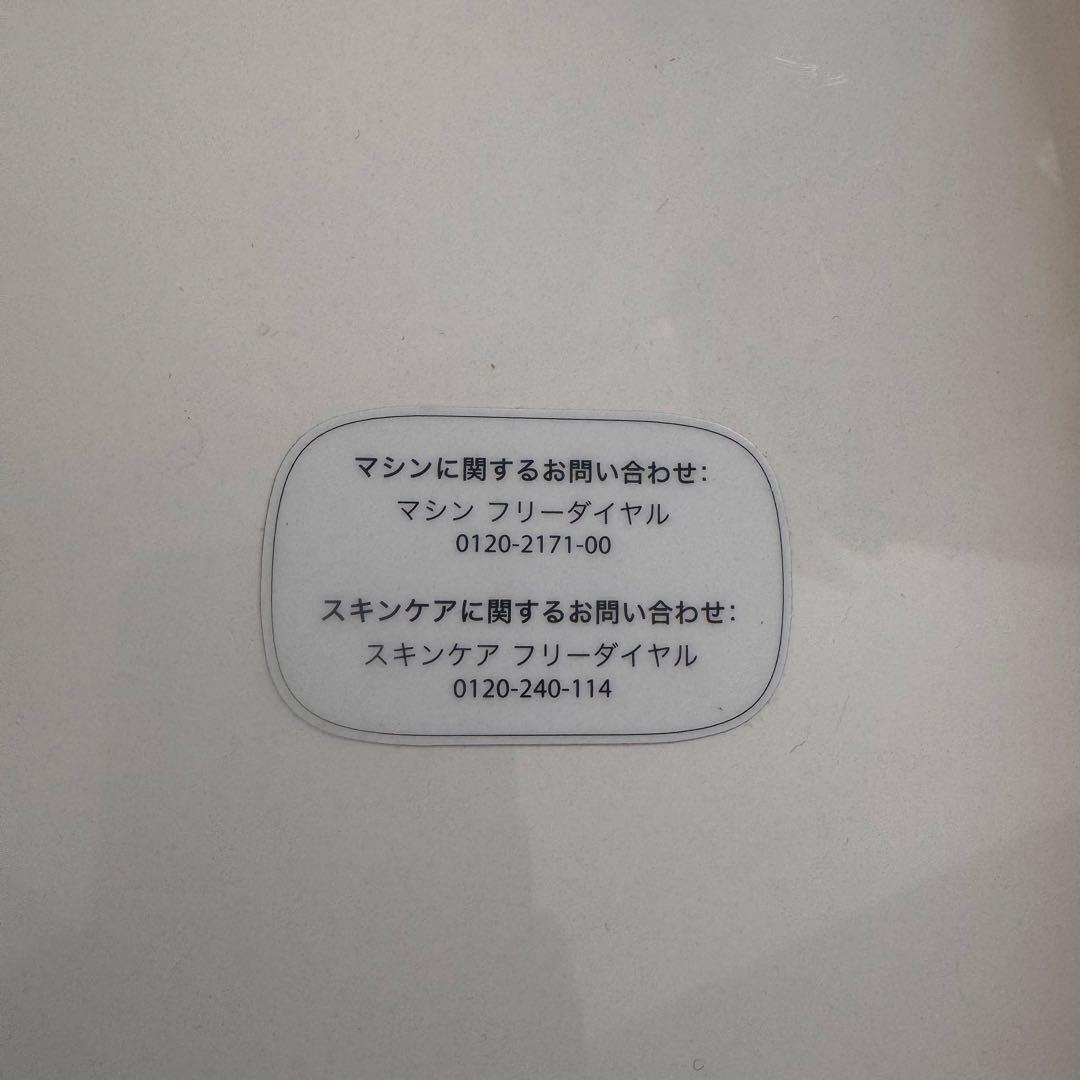 マシンに関するお問い合わせ:
マシン フリーダイヤル
0120-2171-00
スキンケアに関するお問い合わせ:
スキンケア フリーダイヤル
0120-240-114